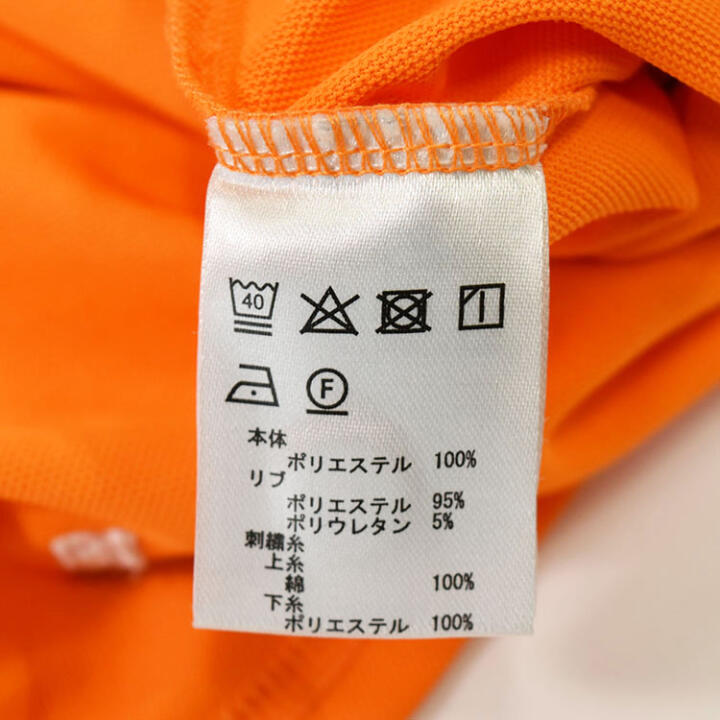 40
F
本体
ポリエステル 100%
リブ
ポリエステル 95%
ポリウレタン 5%
刺繍糸
上糸
綿 100%
下糸
ポリエステル 100%